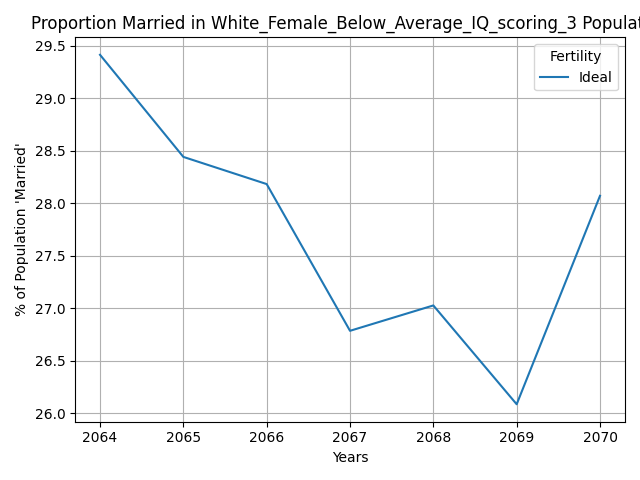 Proportion Married in White_Female_Below_Average_IQ_scoring_3 Populat
Fertility
Ideal
% of Population 'Married'
29.5
29.0
28.5
28.0
27.5
27.0
26.5
26.0
2064 2065 2066 2067 2068 2069 2070
Years